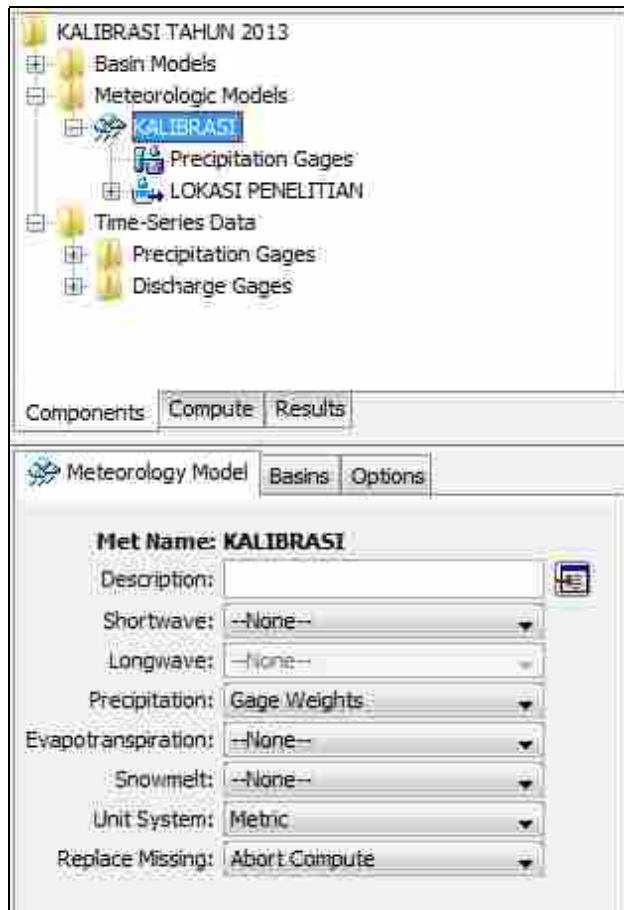 KALIBRASI TAHUN 2013
Basin Models
Meteorologic Models
KALIBRASI
Precipitation Gages
LOKASI PENELITIAN
Time-Series Data
Precipitation Gages
Discharge Gages
Components Compute Results
Meteorology Model Basins Options
Met Name: KALIBRASI
Description:
Shortwave: --None--
Longwave: --None--
Precipitation: Gage Weights
Evapotranspiration: --None--
Snowmelt: --None--
Unit System: Metric
Replace Missing: Abort Compute